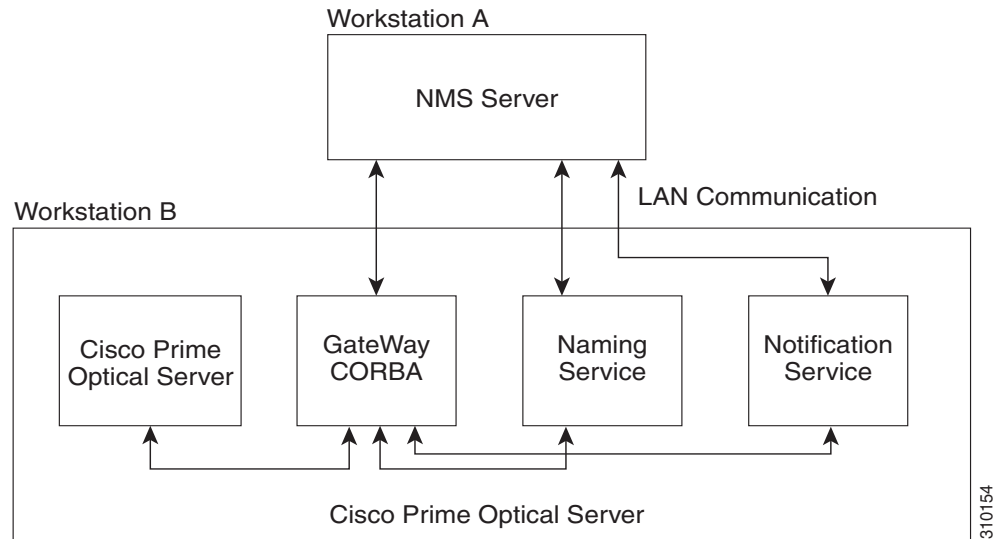 Workstation A
NMS Server
LAN Communication
Workstation B
Cisco Prime
Optical Server
GateWay
CORBA
Naming
Service
Notification
Service
Cisco Prime Optical Server
310154